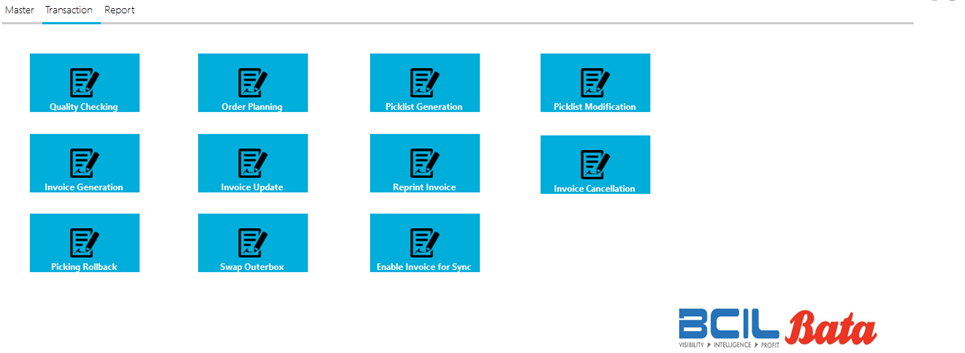 Master Transaction Report
Quality Checking Order Planning Picklist Generation Picklist Modification
Invoice Generation Invoice Update Reprint Invoice Invoice Cancellation
Picking Rollback Swap Outerbox Enable Invoice for Sync
BCIL Bata
VISIBILITY > INTELLIGENCE > PROFIT